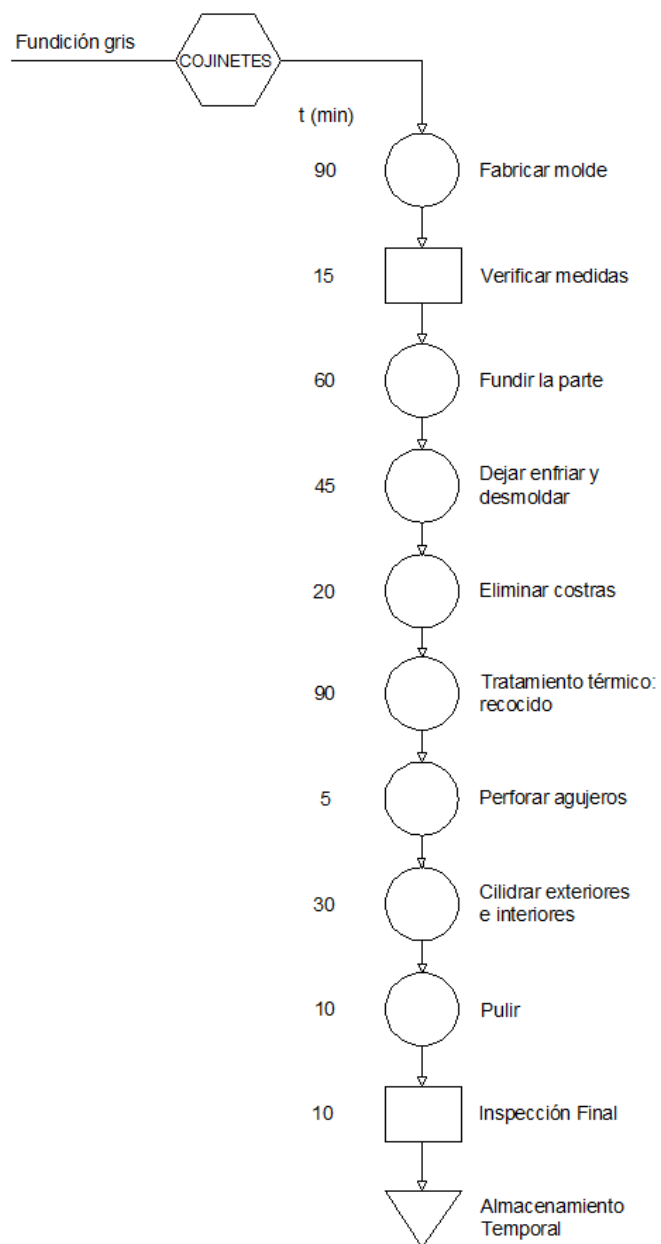 Fundición gris
COJINETES
t (min)
90
Fabricar molde
15
Verificar medidas
60
Fundir la parte
45
Dejar enfriar y
desmoldar
20
Eliminar costras
90
Tratamiento térmico:
recocido
5
Perforar agujeros
30
Cilidrar exteriores
e interiores
10
Pulir
10
Inspección Final
Almacenamiento
Temporal